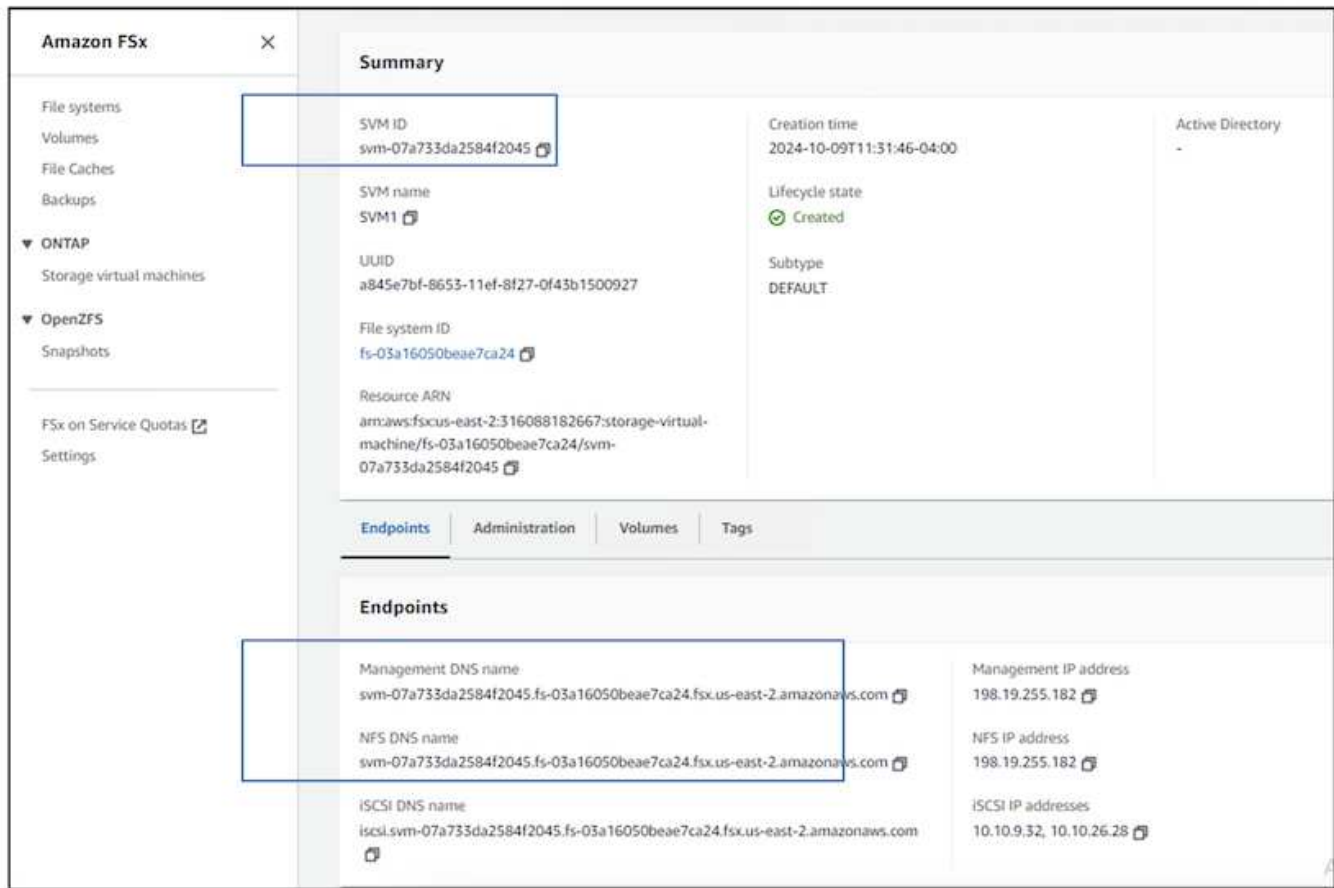 Amazon FSx
File systems
Volumes
File Caches
Backups
ONTAP
Storage virtual machines
OpenZFS
Snapshots
FSx on Service Quotas
Settings
Summary
SVM ID
svm-07a733da2584f2045
SVM name
SVM1
UUID
a845e7bf-8653-11ef-8f27-0f43b1500927
File system ID
fs-03a16050beae7ca24
Resource ARN
arn:aws:fsx:us-east-2:316088182667:storage-virtual-
machine/fs-03a16050beae7ca24/svm-
07a733da2584f2045
Creation time
2024-10-09T11:31:46-04:00
Lifecycle state
Created
Subtype
DEFAULT
Active Directory
-
Endpoints
Administration
Volumes
Tags
Endpoints
Management DNS name
svm-07a733da2584f2045.fs-03a16050beae7ca24.fsx.us-east-2.amazonaws.com
NFS DNS name
svm-07a733da2584f2045.fs-03a16050beae7ca24.fsx.us-east-2.amazonaws.com
iSCSI DNS name
iscsi.svm-07a733da2584f2045.fs-03a16050beae7ca24.fsx.us-east-2.amazonaws.com
Management IP address
198.19.255.182
NFS IP address
198.19.255.182
iSCSI IP addresses
10.10.9.32, 10.10.26.28